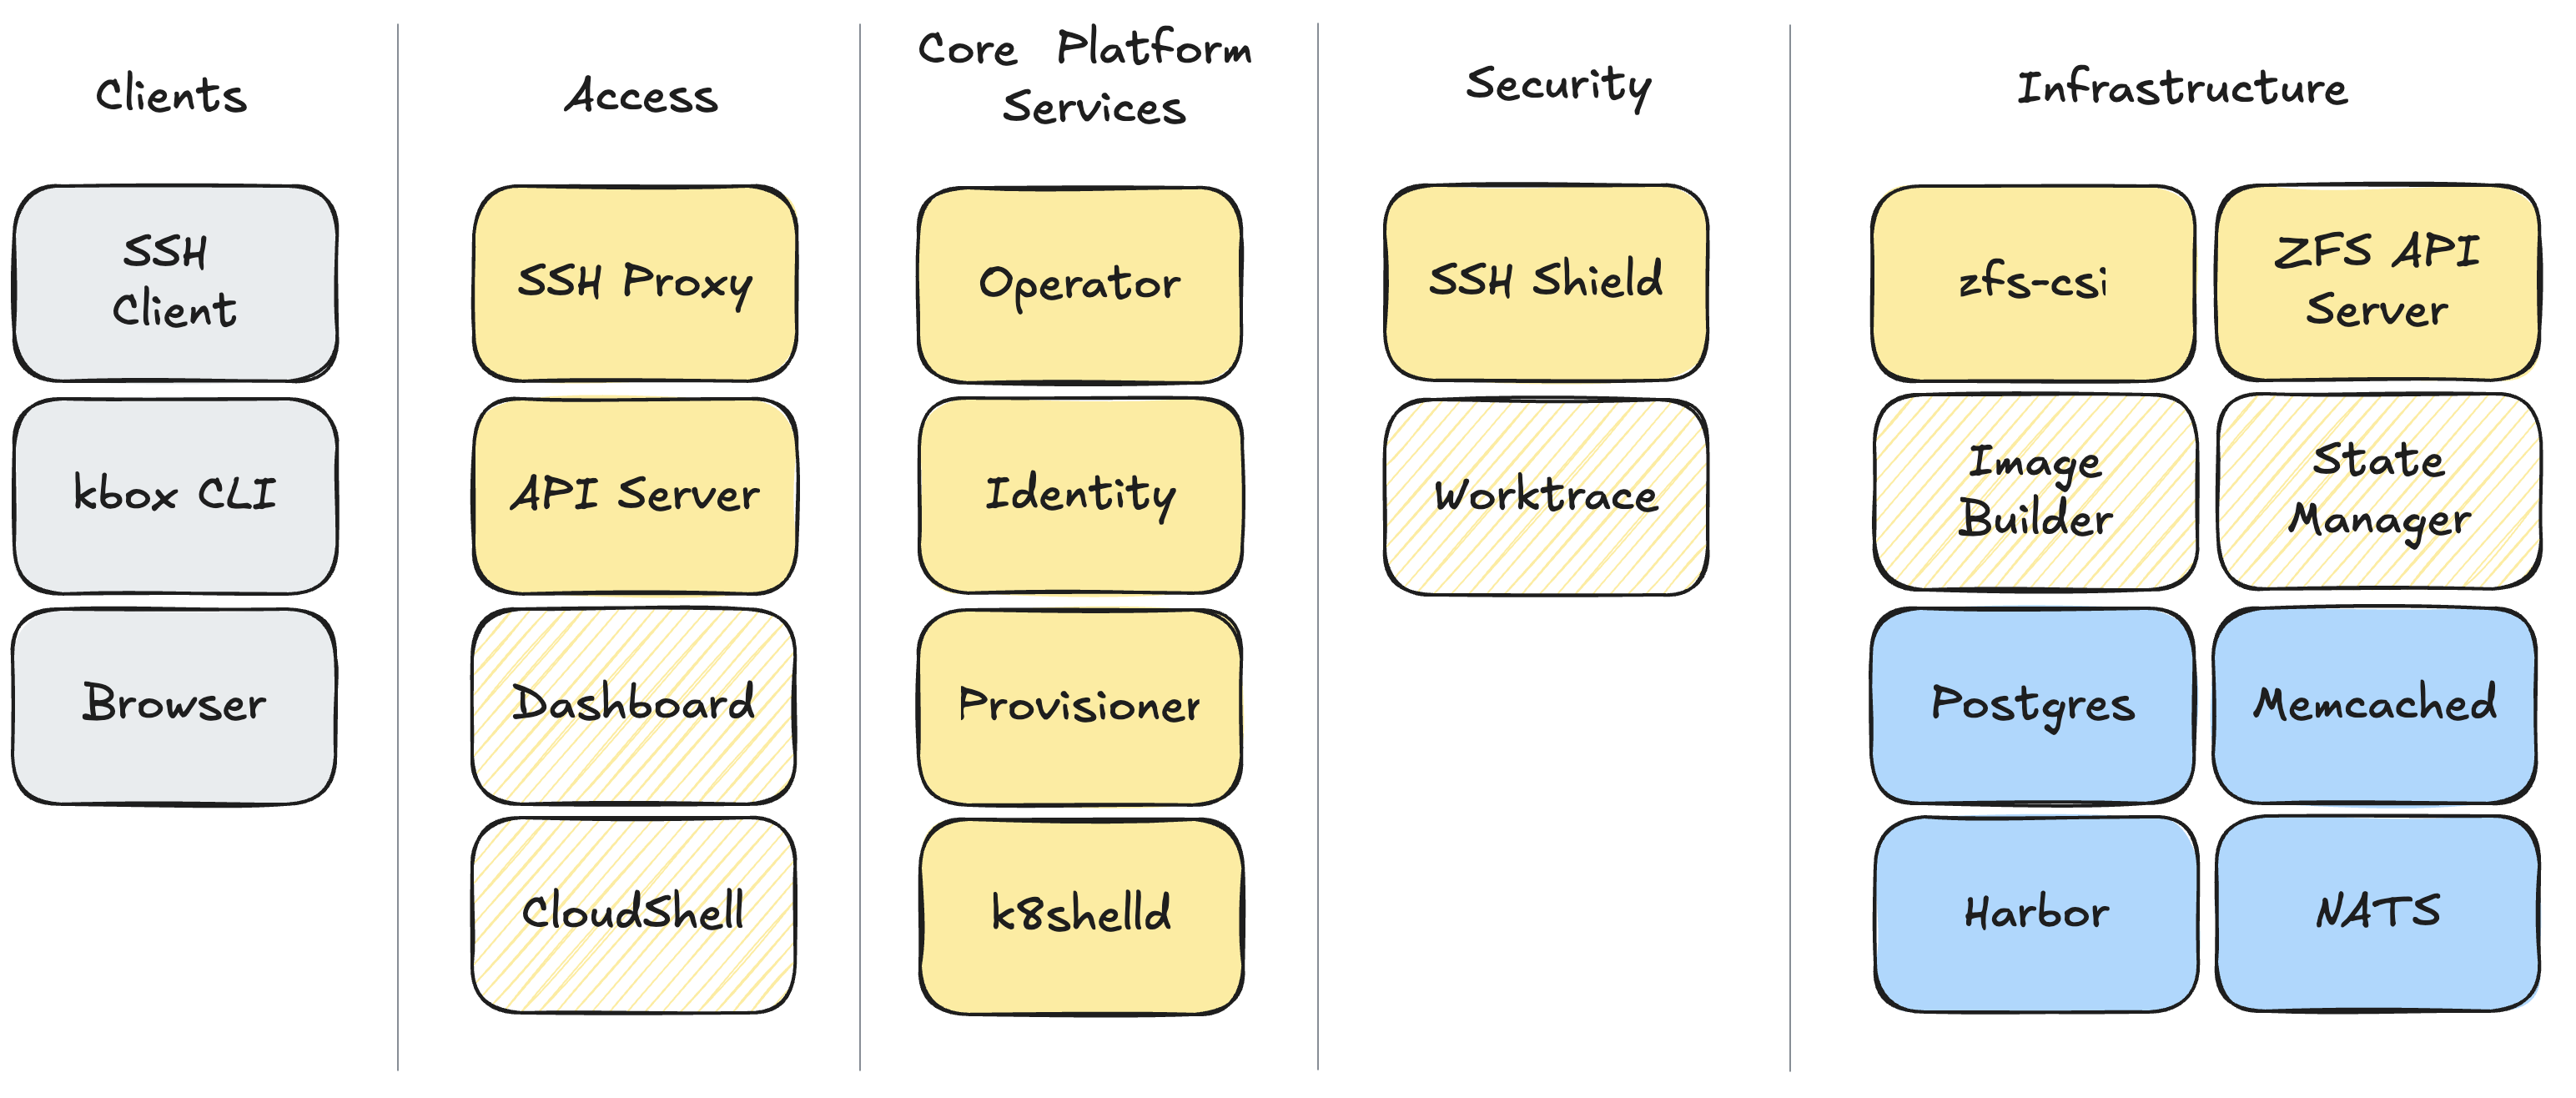 Clients
SSH
Client
kbox CLI
Browser
Access
SSH Proxy
API Server
Dashboard
CloudShell
Core Platform
Services
Operator
Identity
Provisioner
k8shelld
Security
SSH Shield
Worktrace
Infrastructure
zfs-csi
ZFS API
Server
Image
Builder
State
Manager
Postgres
Memcached
Harbor
NATS